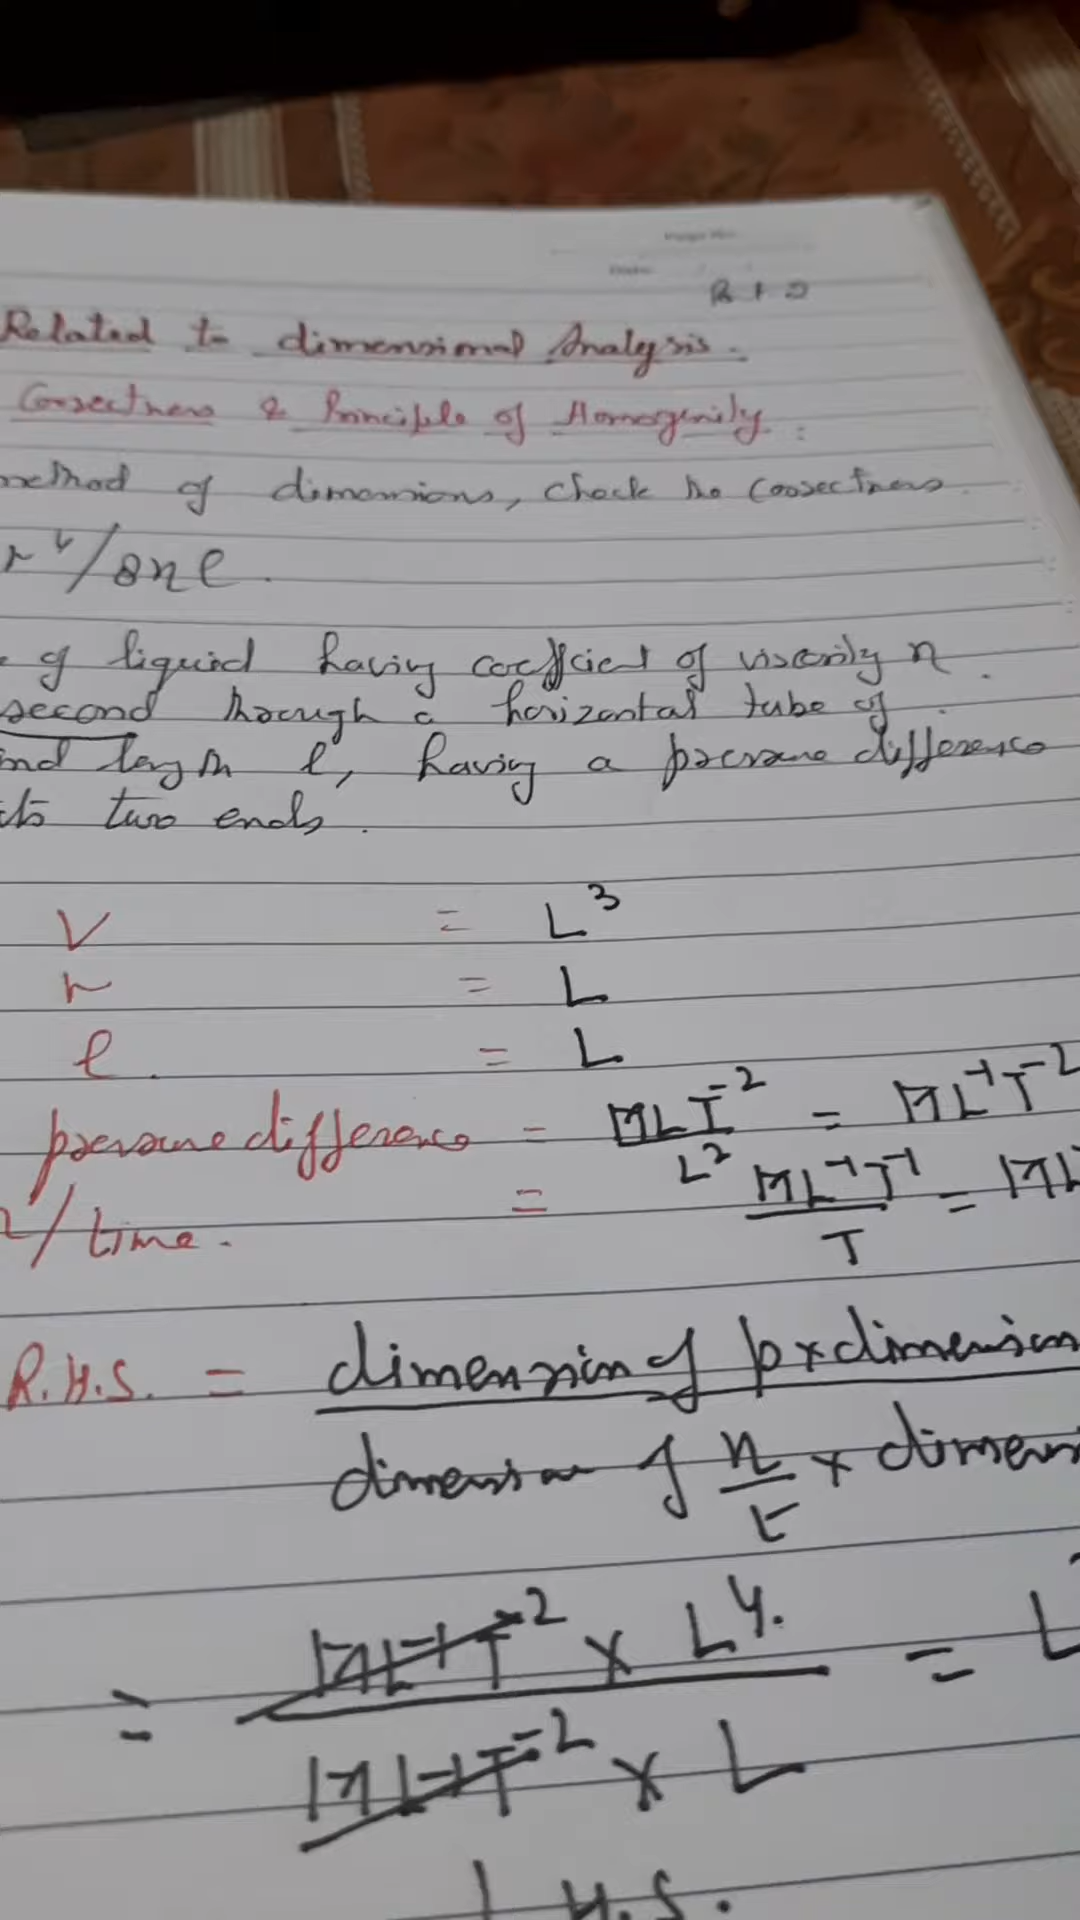 Related to dimensional Analysis.
Correctness & Principle of Homogenity:
method of dimensions, check the correctness.
r⁴/8ηl.
of liquid having cofficient of viscosity η.
second through a horizontal tube of
and length l, having a pressure difference
its two ends.
V = L³
r = L
l. = L
pressure difference = MLT⁻²/L² = ML⁻¹T⁻²
η/time. = ML⁻¹T⁻¹/T = ML
R.H.S. = dimension of p x dimension
dimension of η/t x dimens
= ML⁻¹T⁻² x L⁴. = L
ML⁻¹T⁻² x L
L.H.S.